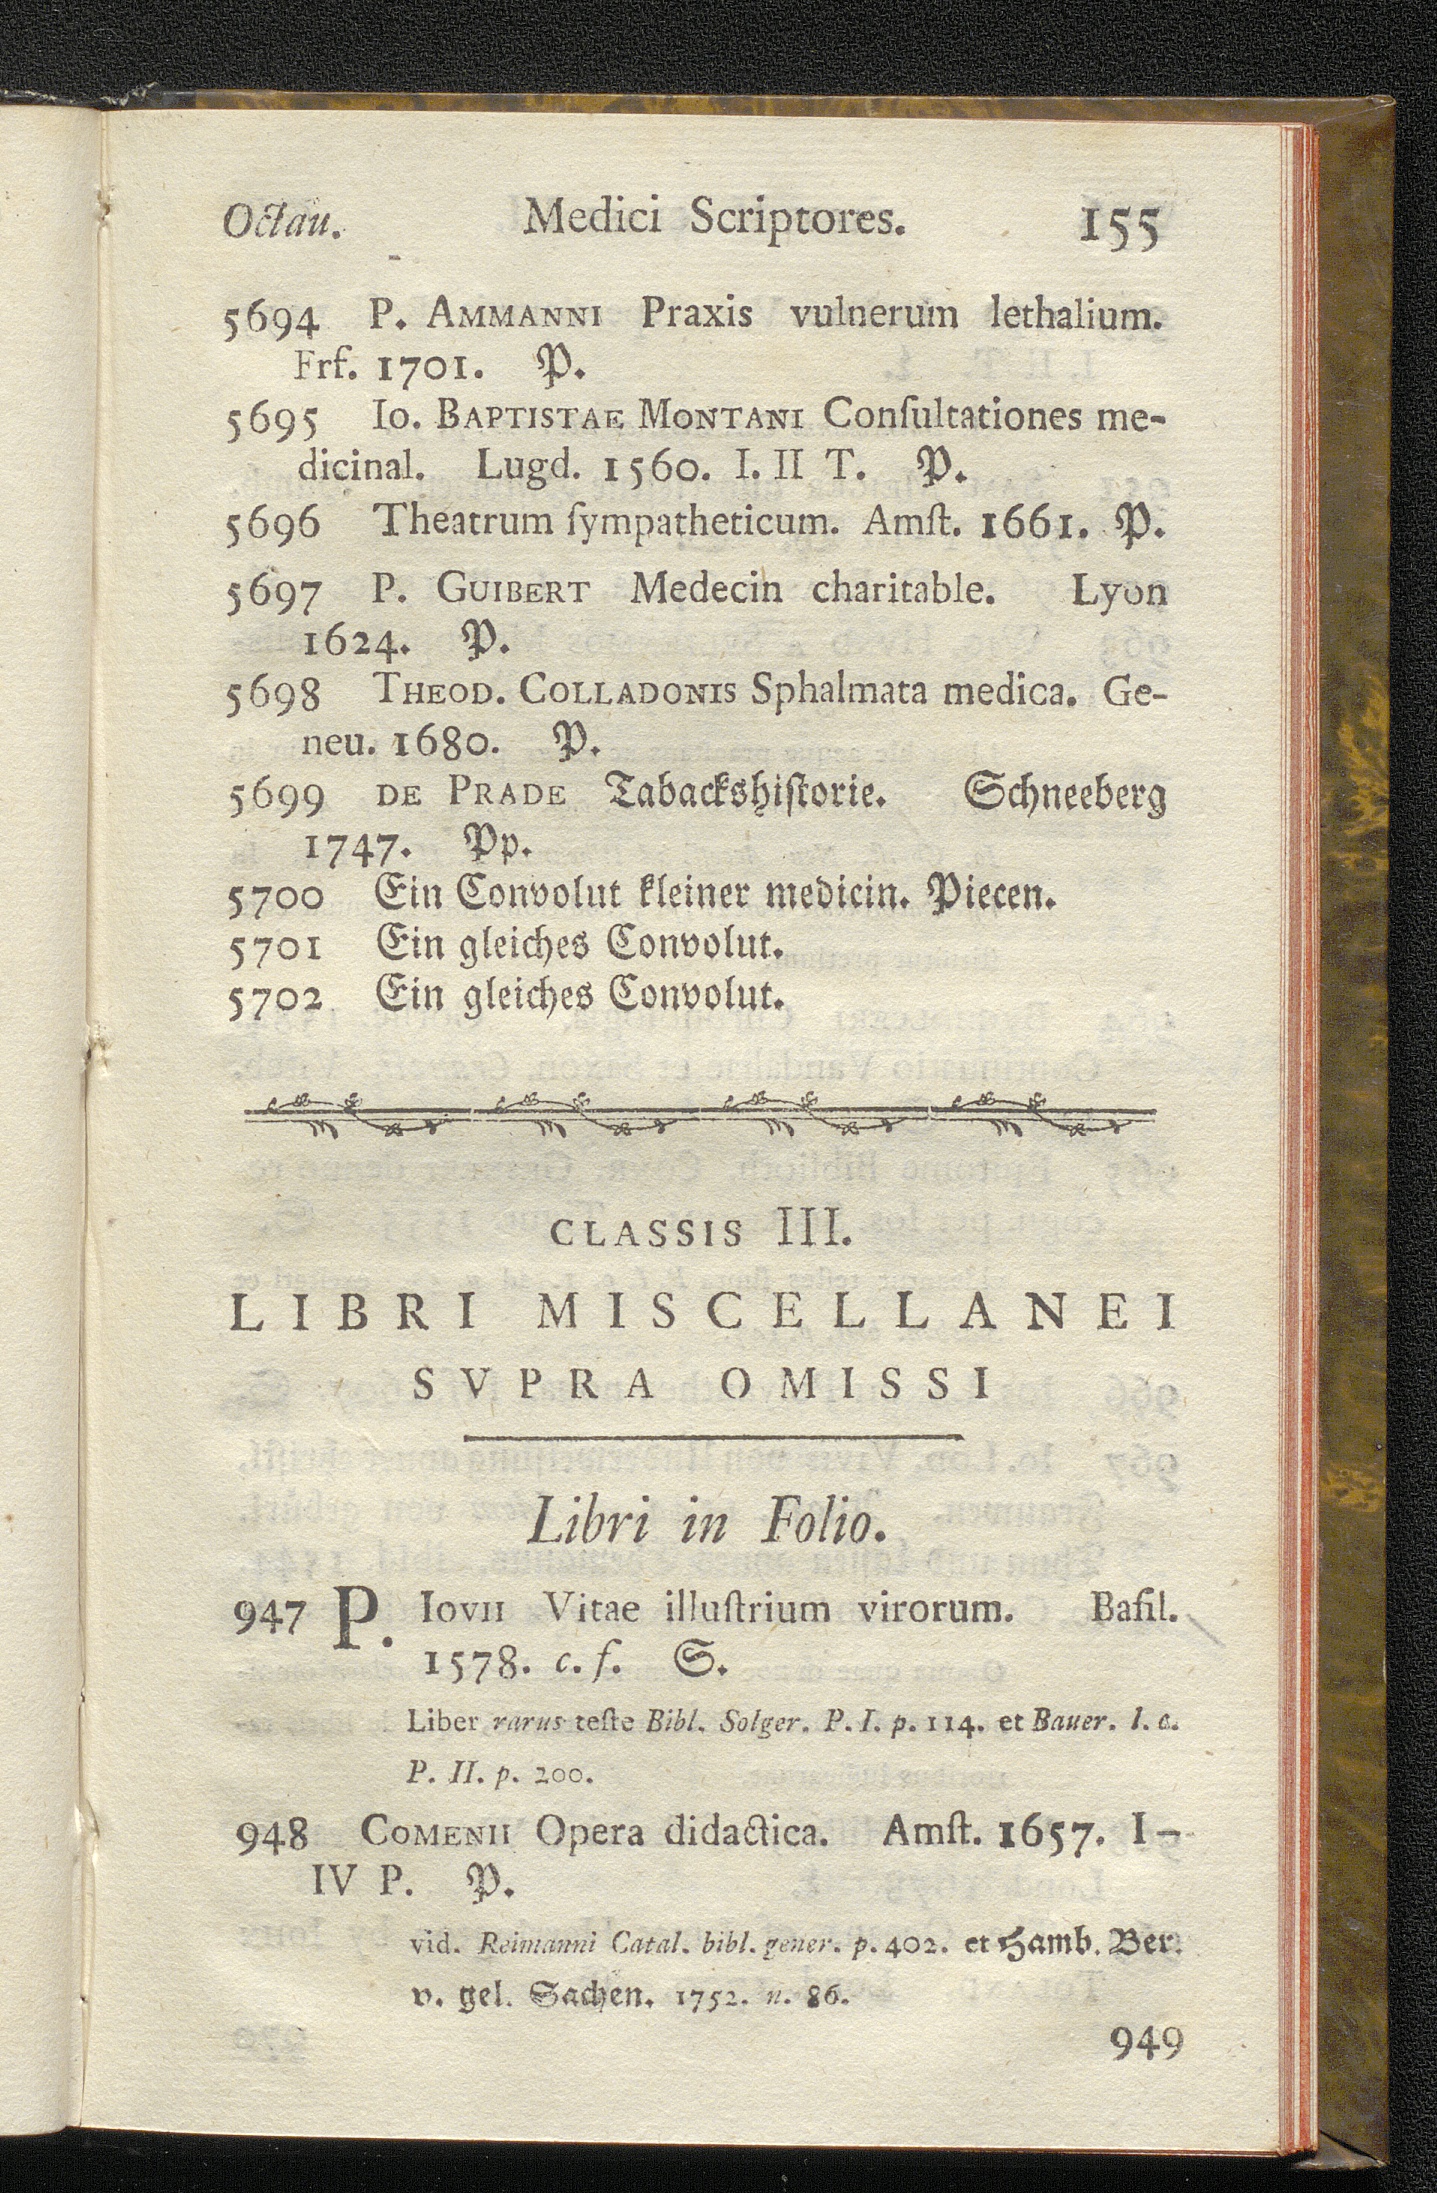 Octau. Medici Scriptores. 155
5694 P. AMMANNI Praxis vulnerum lethalium.
Frf. 1701. P.
5695 Io. BAPTISTAE MONTANI Conſultationes me-
dicinal. Lugd. 1560. I. II T. P.
5696 Theatrum ſympatheticum. Amſt. 1661. P.
5697 P. GUIBERT Medecin charitable. Lyon
1624. P.
5698 THEOD. COLLADONIS Sphalmata medica. Ge-
neu. 1680. P.
5699 DE PRADE Tabackshiſtorie. Schneeberg
1747. Pp.
5700 Ein Convolut kleiner medicin. Piecen.
5701 Ein gleiches Convolut.
5702 Ein gleiches Convolut.
CLASSIS III.
LIBRI MISCELLANEI
SVPRA OMISSI
Libri in Folio.
947 P. IOVII Vitae illuſtrium virorum. Baſil.
1578. c. f. S.
Liber rarus teſte Bibl. Solger. P. I. p. 114. et Bauer. l. c.
P. II. p. 200.
948 COMENII Opera didactica. Amſt. 1657. I-
IV P. P.
vid. Reimanni Catal. bibl. gener. p. 402. et Hamb. Ber.
v. gel. Sachen. 1752. n. 86.
949